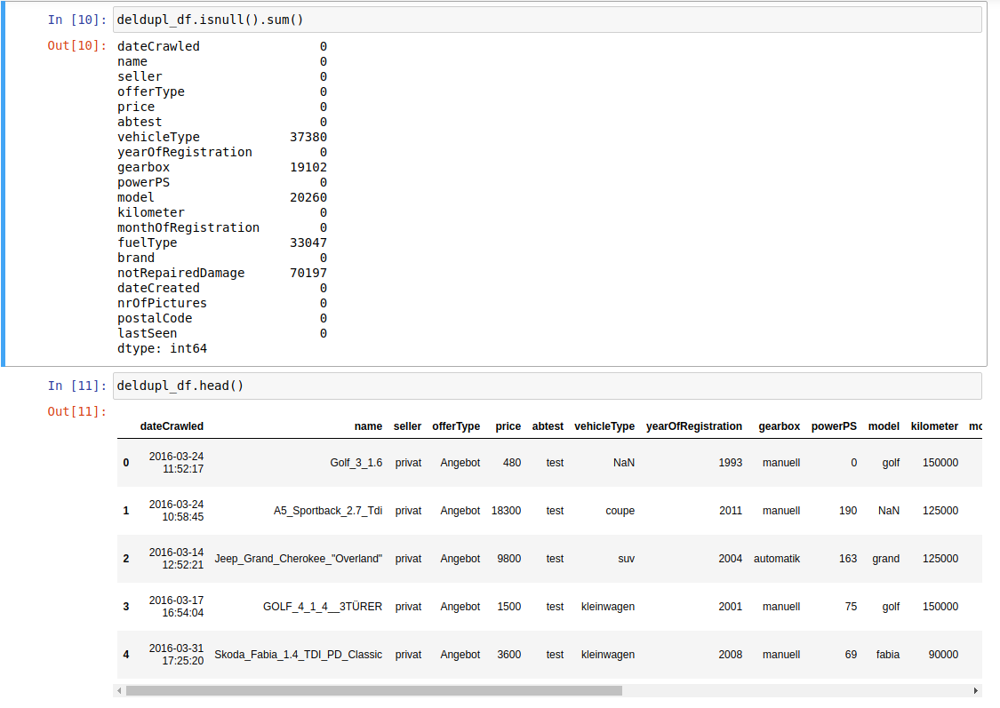 In [10]: deldupl_df.isnull().sum()
Out[10]: dateCrawled 0
name 0
seller 0
offerType 0
price 0
abtest 0
vehicleType 37380
yearOfRegistration 0
gearbox 19102
powerPS 0
model 20260
kilometer 0
monthOfRegistration 0
fuelType 33047
brand 0
notRepairedDamage 70197
dateCreated 0
nrOfPictures 0
postalCode 0
lastSeen 0
dtype: int64
In [11]: deldupl_df.head()
Out[11]:
dateCrawled name seller offerType price abtest vehicleType yearOfRegistration gearbox powerPS model kilometer mo
0 2016-03-24 11:52:17 Golf_3_1.6 privat Angebot 480 test NaN 1993 manuell 0 golf 150000
1 2016-03-24 10:58:45 A5_Sportback_2.7_Tdi privat Angebot 18300 test coupe 2011 manuell 190 NaN 125000
2 2016-03-14 12:52:21 Jeep_Grand_Cherokee_"Overland" privat Angebot 9800 test suv 2004 automatik 163 grand 125000
3 2016-03-17 16:54:04 GOLF_4_1_4__3TÜRER privat Angebot 1500 test kleinwagen 2001 manuell 75 golf 150000
4 2016-03-31 17:25:20 Skoda_Fabia_1.4_TDI_PD_Classic privat Angebot 3600 test kleinwagen 2008 manuell 69 fabia 90000